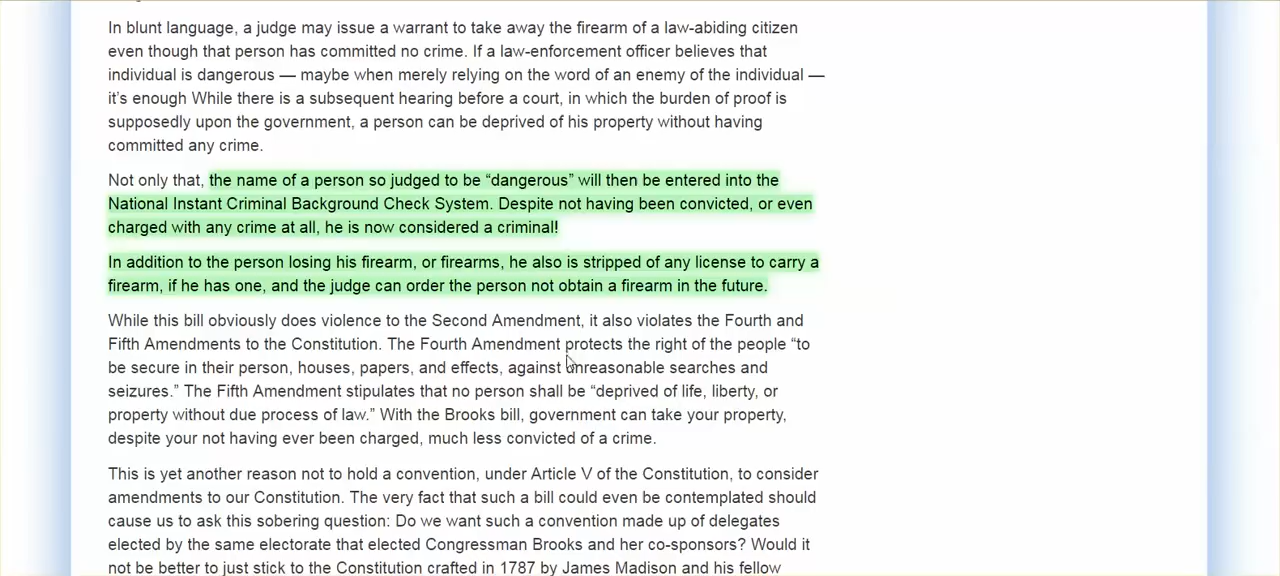 In blunt language, a judge may issue a warrant to take away the firearm of a law-abiding citizen
even though that person has committed no crime. If a law-enforcement officer believes that
individual is dangerous — maybe when merely relying on the word of an enemy of the individual —
it’s enough While there is a subsequent hearing before a court, in which the burden of proof is
supposedly upon the government, a person can be deprived of his property without having
committed any crime.
Not only that, the name of a person so judged to be “dangerous” will then be entered into the
National Instant Criminal Background Check System. Despite not having been convicted, or even
charged with any crime at all, he is now considered a criminal!
In addition to the person losing his firearm, or firearms, he also is stripped of any license to carry a
firearm, if he has one, and the judge can order the person not obtain a firearm in the future.
While this bill obviously does violence to the Second Amendment, it also violates the Fourth and
Fifth Amendments to the Constitution. The Fourth Amendment protects the right of the people “to
be secure in their person, houses, papers, and effects, against unreasonable searches and
seizures.” The Fifth Amendment stipulates that no person shall be “deprived of life, liberty, or
property without due process of law.” With the Brooks bill, government can take your property,
despite your not having ever been charged, much less convicted of a crime.
This is yet another reason not to hold a convention, under Article V of the Constitution, to consider
amendments to our Constitution. The very fact that such a bill could even be contemplated should
cause us to ask this sobering question: Do we want such a convention made up of delegates
elected by the same electorate that elected Congressman Brooks and her co-sponsors? Would it
not be better to just stick to the Constitution crafted in 1787 by James Madison and his fellow